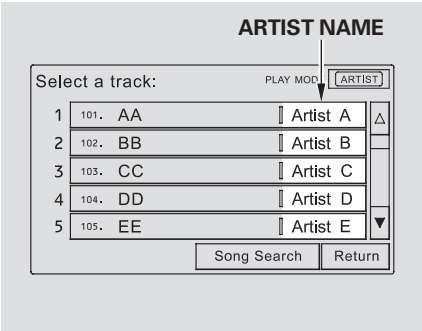 ARTIST NAME
Select a track: PLAY MOD ARTIST
1 101. AA Artist A
2 102. BB Artist B
3 103. CC Artist C
4 104. DD Artist D
5 105. EE Artist E
Song Search Return